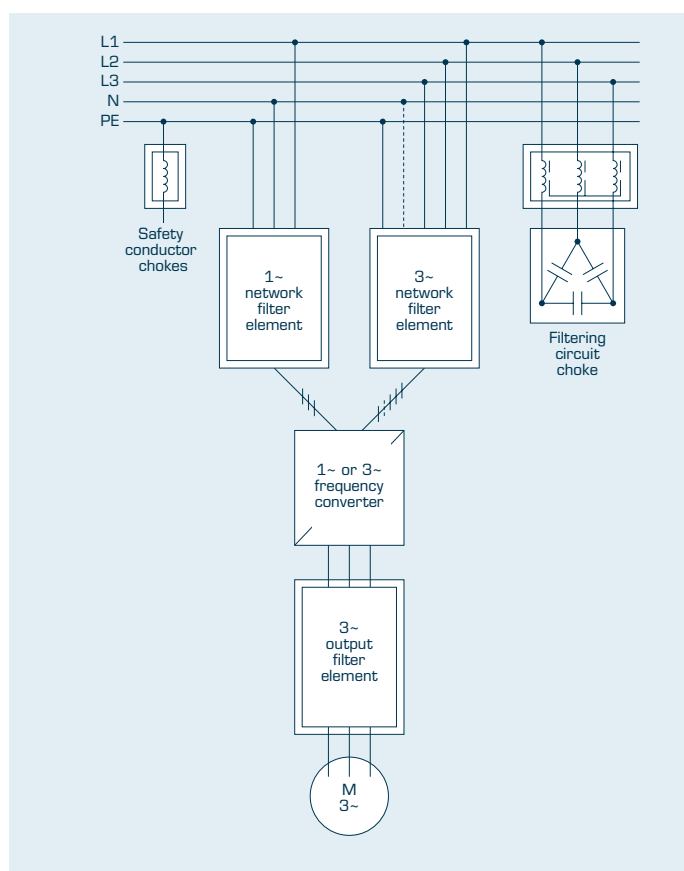 L1
L2
L3
N
PE
Safety
conductor
chokes
1~
network
filter
element
3~
network
filter
element
Filtering
circuit
choke
1~ or 3~
frequency
converter
3~
output
filter
element
M
3~